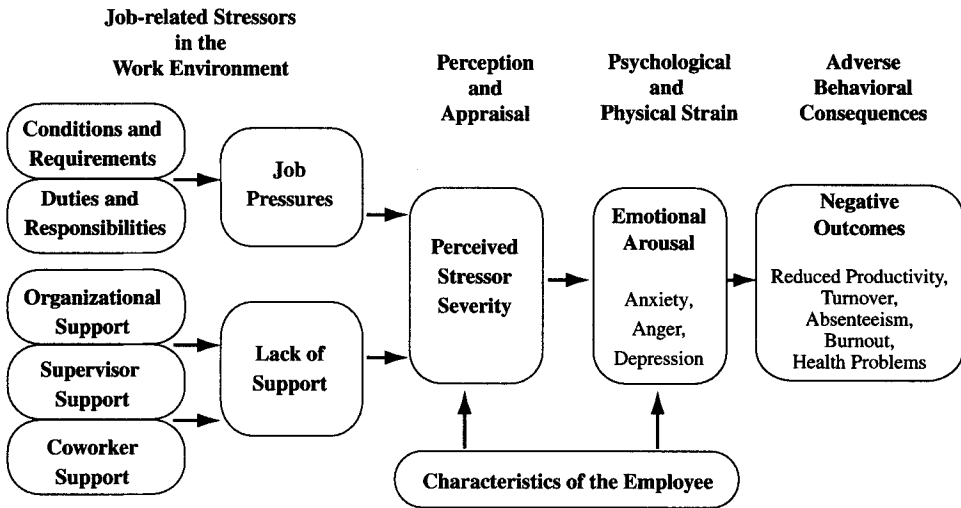 Job-related Stressors
in the
Work Environment
Perception
and
Appraisal
Psychological
and
Physical Strain
Adverse
Behavioral
Consequences
Conditions and
Requirements
Duties and
Responsibilities
Job
Pressures
Organizational
Support
Supervisor
Support
Coworker
Support
Lack of
Support
Perceived
Stressor
Severity
Emotional
Arousal
Anxiety,
Anger,
Depression
Negative
Outcomes
Reduced Productivity,
Turnover,
Absenteeism,
Burnout,
Health Problems
Characteristics of the Employee